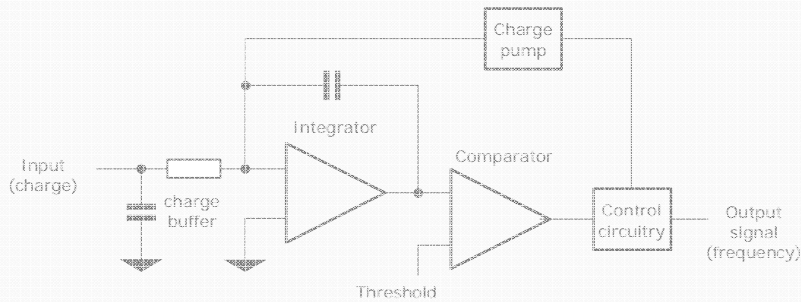 Charge
pump
Integrator
Comparator
Input
(charge)
charge
buffer
Control
circuitry
Output
signal
(frequency)
Threshold